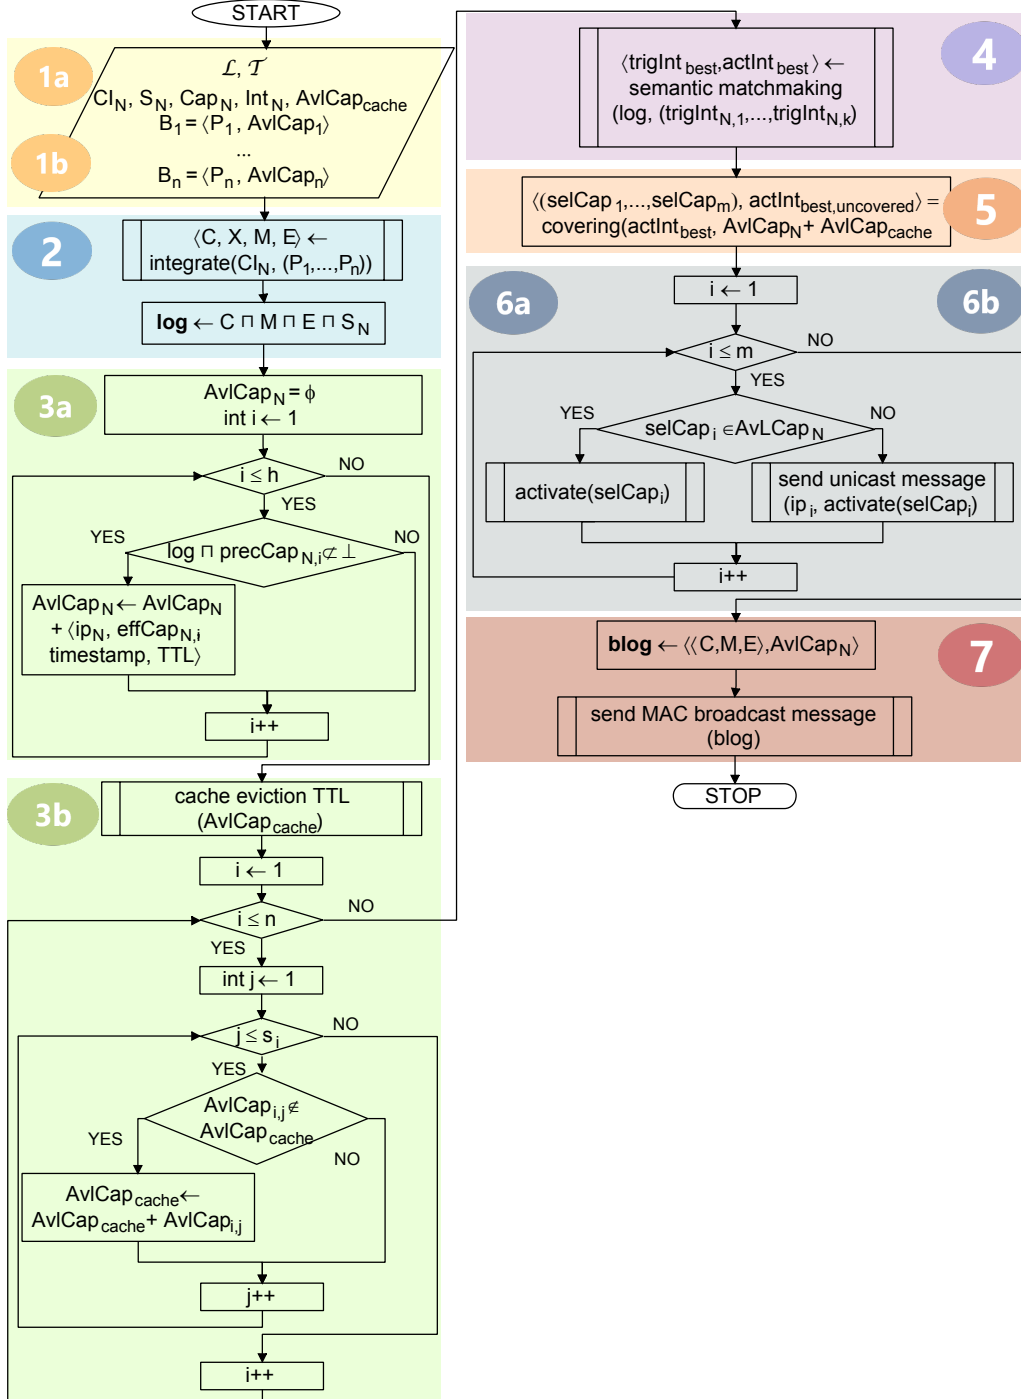 START
1a
ℒ, 𝒯
CI_N, S_N, Cap_N, Int_N, AvlCap_cache
B_1 = ⟨P_1, AvlCap_1⟩
...
1b
B_n = ⟨P_n, AvlCap_n⟩
2
⟨C, X, M, E⟩ ←
integrate(CI_N, (P_1,...,P_n))
log ← C ⊓ M ⊓ E ⊓ S_N
3a
AvlCap_N = ϕ
int i ← 1
i ≤ h
NO
YES
YES
NO
log ⊓ precCap_N,i ⊄ ⊥
AvlCap_N ← AvlCap_N
+ ⟨ip_N, effCap_N,i
timestamp, TTL⟩
i++
3b
cache eviction TTL
(AvlCap_cache)
i ← 1
i ≤ n
NO
YES
int j ← 1
j ≤ s_i
NO
YES
AvlCap_i,j ∉
AvlCap_cache
YES
NO
AvlCap_cache ←
AvlCap_cache + AvlCap_i,j
j++
i++
4
⟨trigInt_best,actInt_best⟩ ←
semantic matchmaking
(log, (trigInt_N,1,...,trigInt_N,k)
5
⟨(selCap_1,...,selCap_m), actInt_best,uncovered⟩ =
covering(actInt_best, AvlCap_N + AvlCap_cache
6a
i ← 1
6b
i ≤ m
NO
YES
YES
NO
selCap_i ∈ AvLCap_N
activate(selCap_i)
send unicast message
(ip_i, activate(selCap_i)
i++
7
blog ← ⟨⟨C,M,E⟩,AvlCap_N⟩
send MAC broadcast message
(blog)
STOP